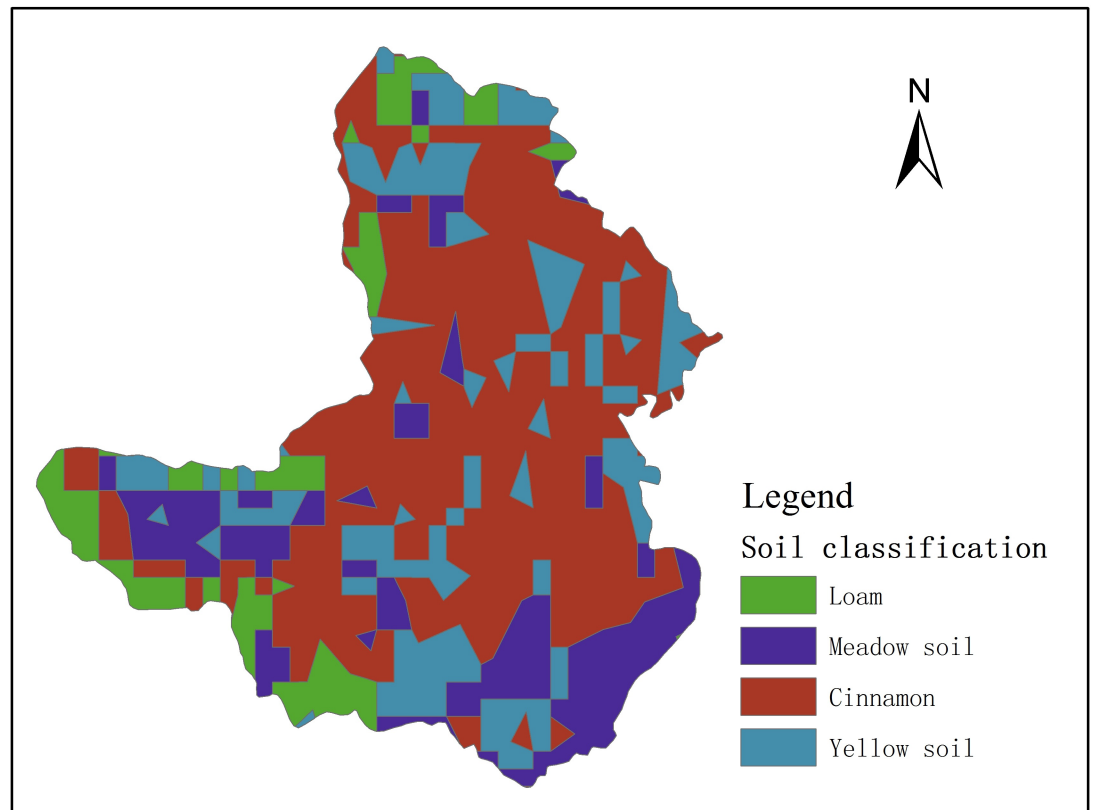 N
Legend
Soil classification
Loam
Meadow soil
Cinnamon
Yellow soil